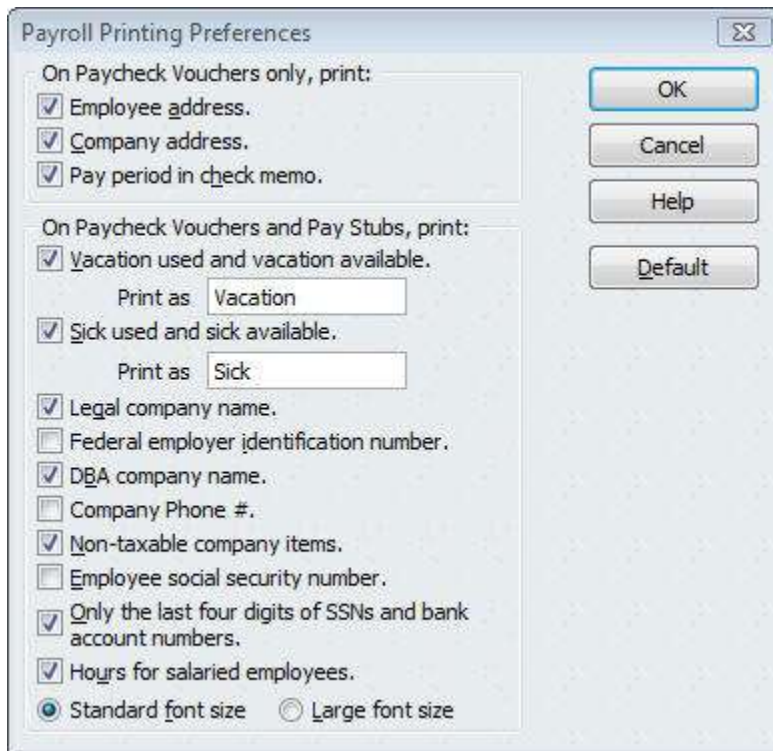 Payroll Printing Preferences
On Paycheck Vouchers only, print:
Employee address.
Company address.
Pay period in check memo.
OK
Cancel
Help
Default
On Paycheck Vouchers and Pay Stubs, print:
Vacation used and vacation available.
Print as Vacation
Sick used and sick available.
Print as Sick
Legal company name.
Federal employer identification number.
DBA company name.
Company Phone #.
Non-taxable company items.
Employee social security number.
Only the last four digits of SSNs and bank
account numbers.
Hours for salaried employees.
Standard font size Large font size